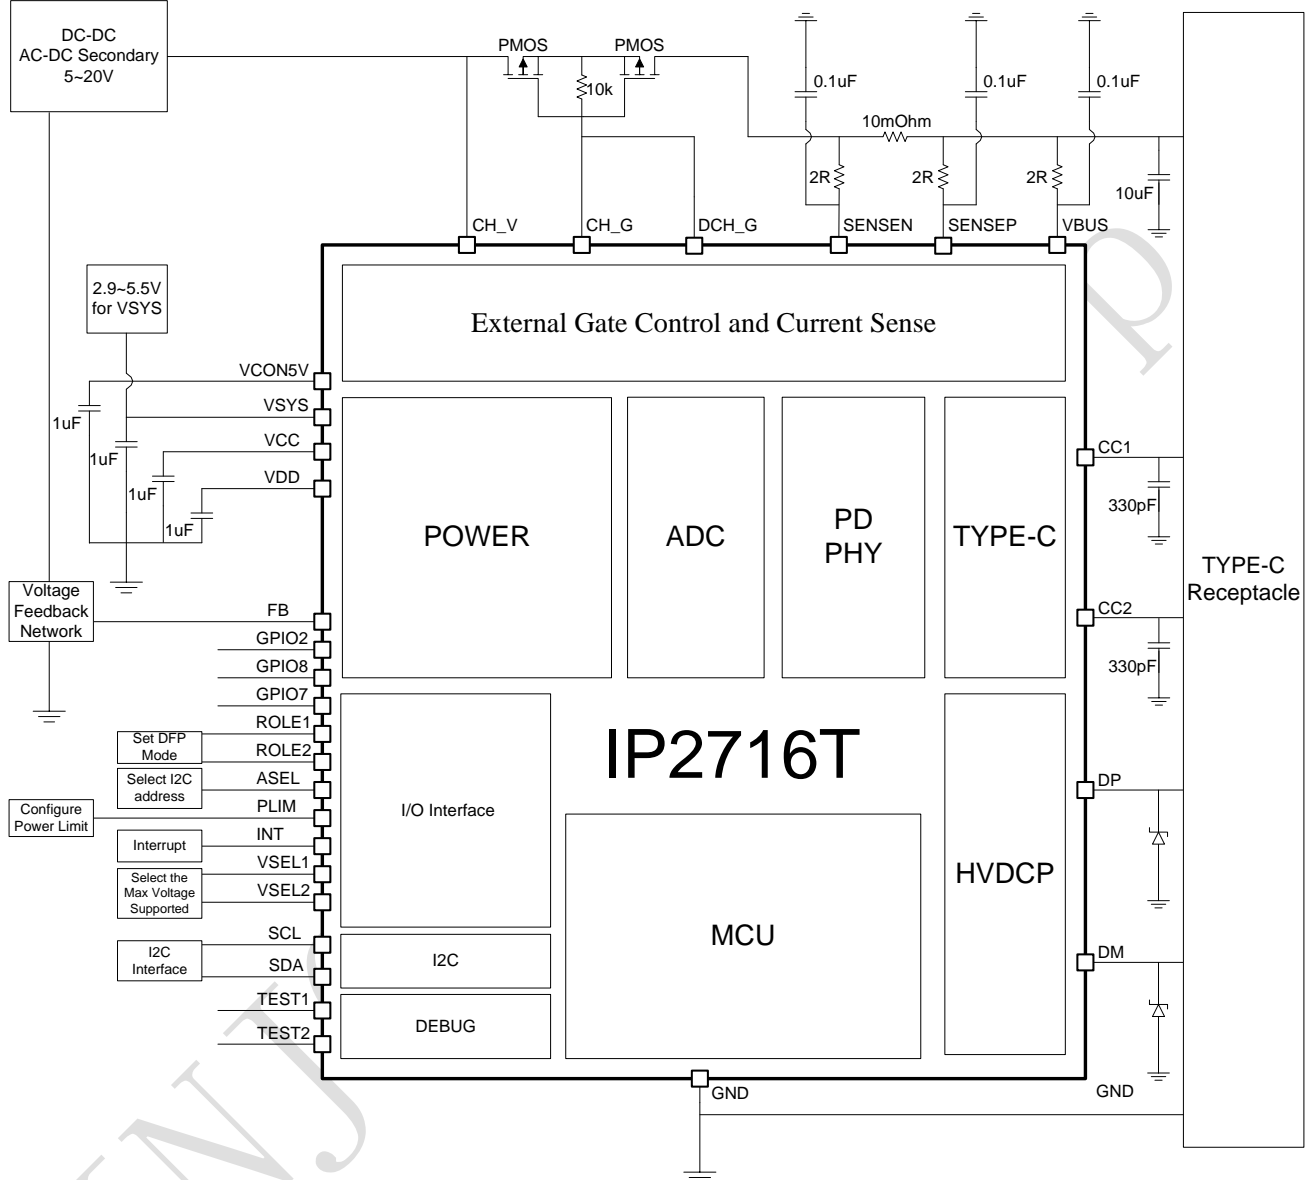 DC-DC
AC-DC Secondary
5~20V
PMOS
PMOS
10k
0.1uF
0.1uF
0.1uF
10mOhm
2R
2R
2R
10uF
CH_V
CH_G
DCH_G
SENSEN
SENSEP
VBUS
2.9~5.5V
for VSYS
External Gate Control and Current Sense
VCON5V
VSYS
VCC
VDD
1uF
1uF
1uF
1uF
POWER
ADC
PD
PHY
TYPE-C
CC1
330pF
CC2
330pF
TYPE-C
Receptacle
Voltage
Feedback
Network
FB
GPIO2
GPIO8
GPIO7
ROLE1
ROLE2
ASEL
PLIM
INT
VSEL1
VSEL2
SCL
SDA
TEST1
TEST2
Set DFP
Mode
Select I2C
address
Configure
Power Limit
Interrupt
Select the
Max Voltage
Supported
I2C
Interface
I/O Interface
I2C
DEBUG
IP2716T
MCU
HVDCP
DP
DM
GND
GND